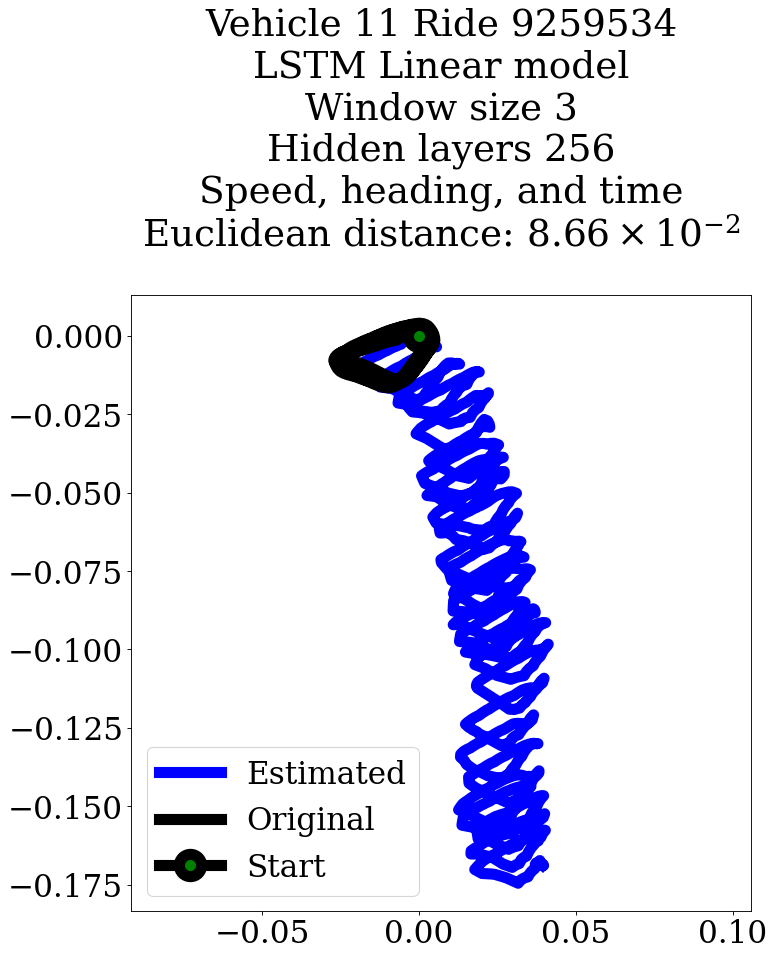 Vehicle 11 Ride 9259534
LSTM Linear model
Window size 3
Hidden layers 256
Speed, heading, and time
Euclidean distance: 8.66 × 10⁻²
0.000
−0.025
−0.050
−0.075
−0.100
−0.125
−0.150
−0.175
Estimated
Original
Start
−0.05
0.00
0.05
0.10